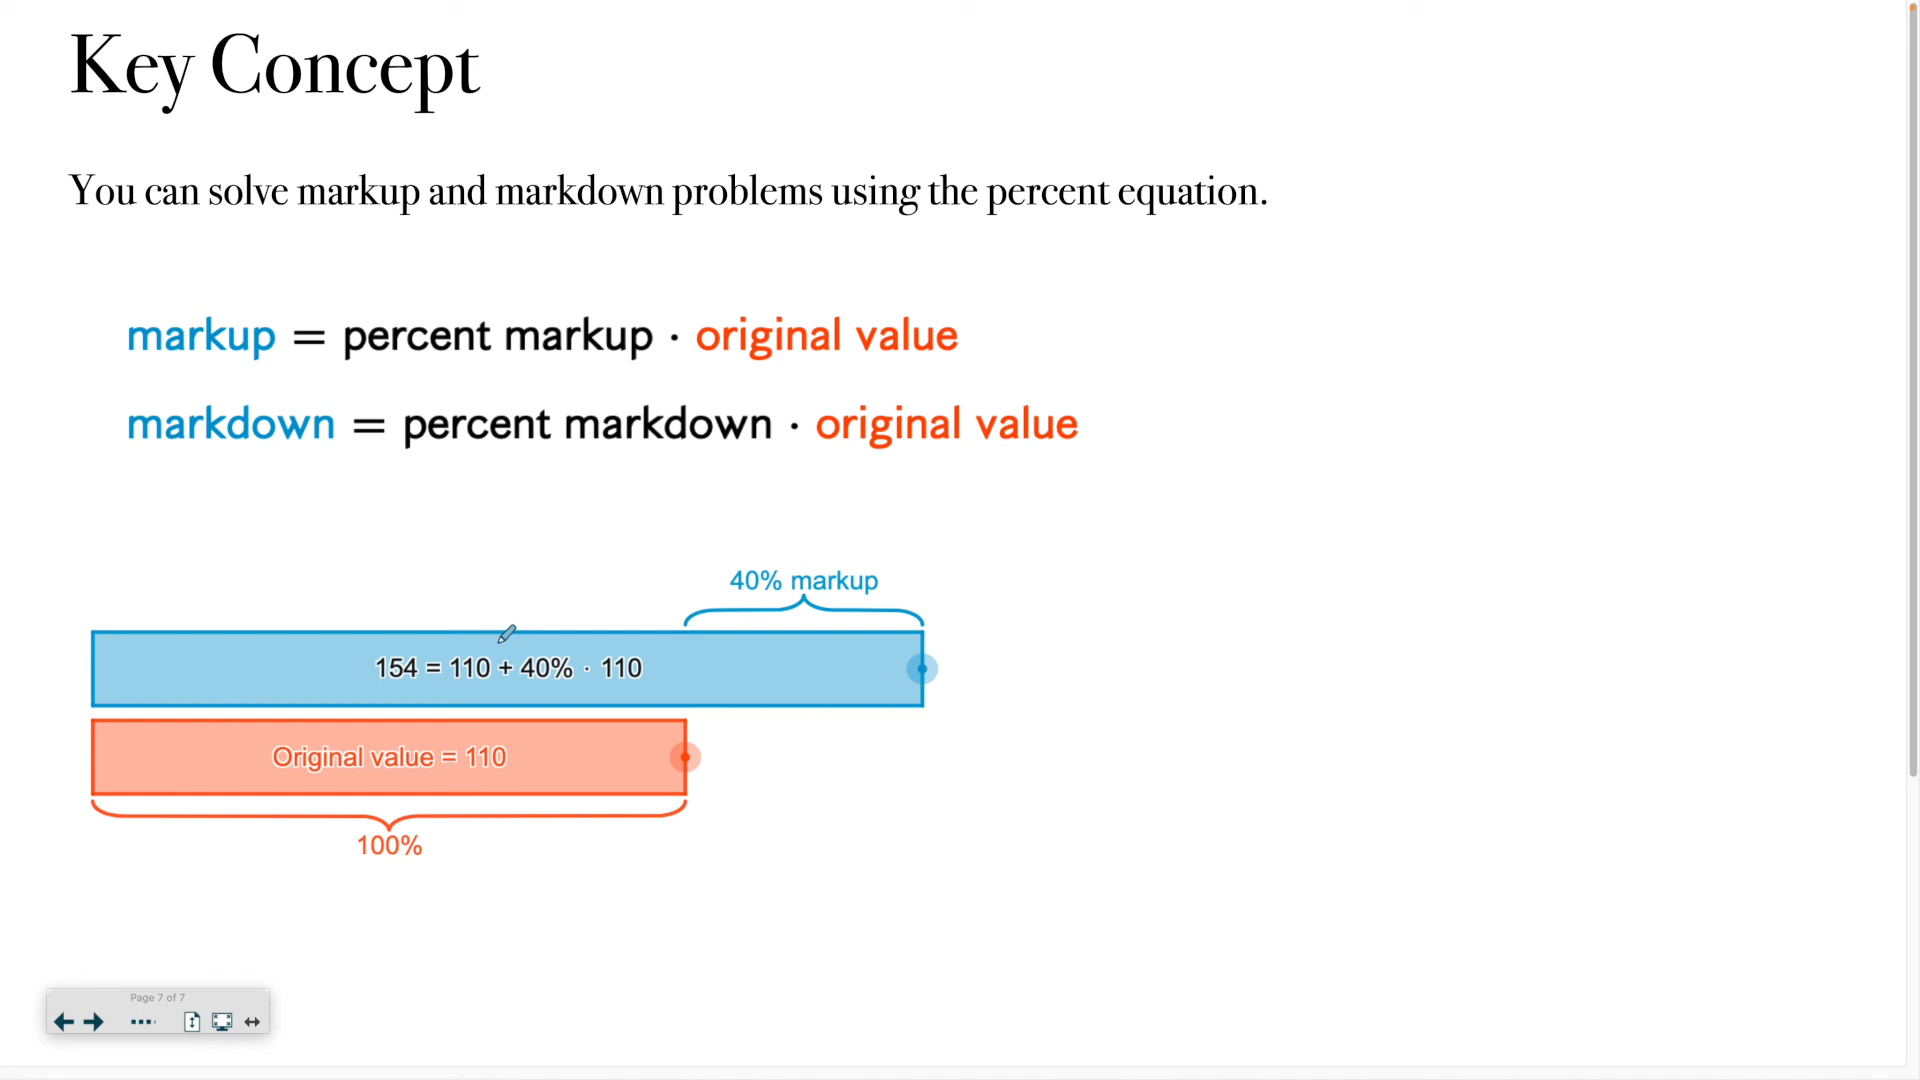 Key Concept
You can solve markup and markdown problems using the percent equation.
markup = percent markup · original value
markdown = percent markdown · original value
40% markup
154 = 110 + 40% · 110
Original value = 110
100%
Page 7 of 7